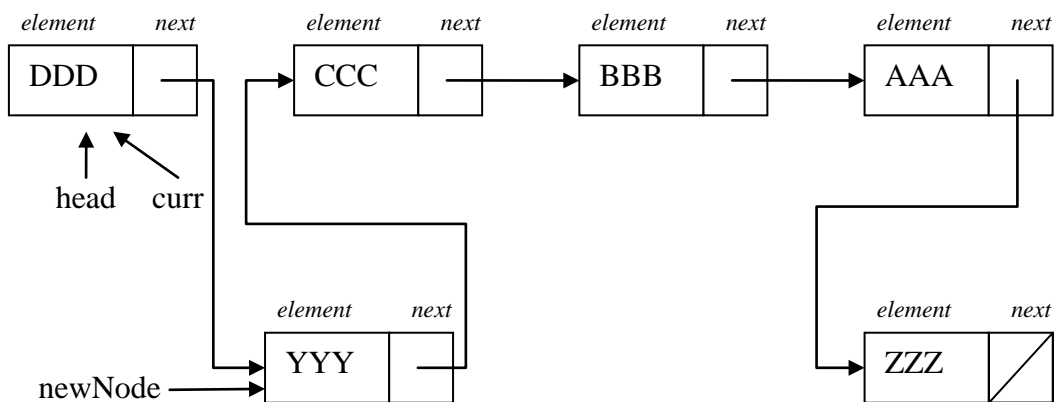 element next element next element next element next
DDD CCC BBB AAA
head curr
element next element next
YYY ZZZ
newNode